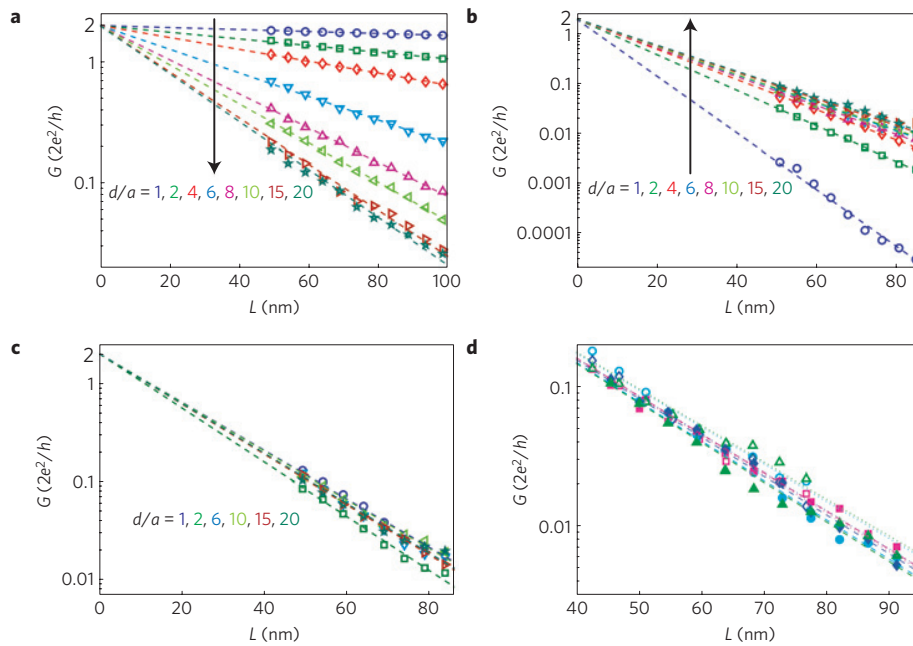 a
2
1
0.1
G (2e²/h)
d/a = 1, 2, 4, 6, 8, 10, 15, 20
0 20 40 60 80 100
L (nm)
b
2
1
0.1
0.01
0.001
0.0001
G (2e²/h)
d/a = 1, 2, 4, 6, 8, 10, 15, 20
0 20 40 60 80
L (nm)
c
2
1
0.1
0.01
G (2e²/h)
d/a = 1, 2, 6, 10, 15, 20
0 20 40 60 80
L (nm)
d
0.1
0.01
G (2e²/h)
40 50 60 70 80 90
L (nm)